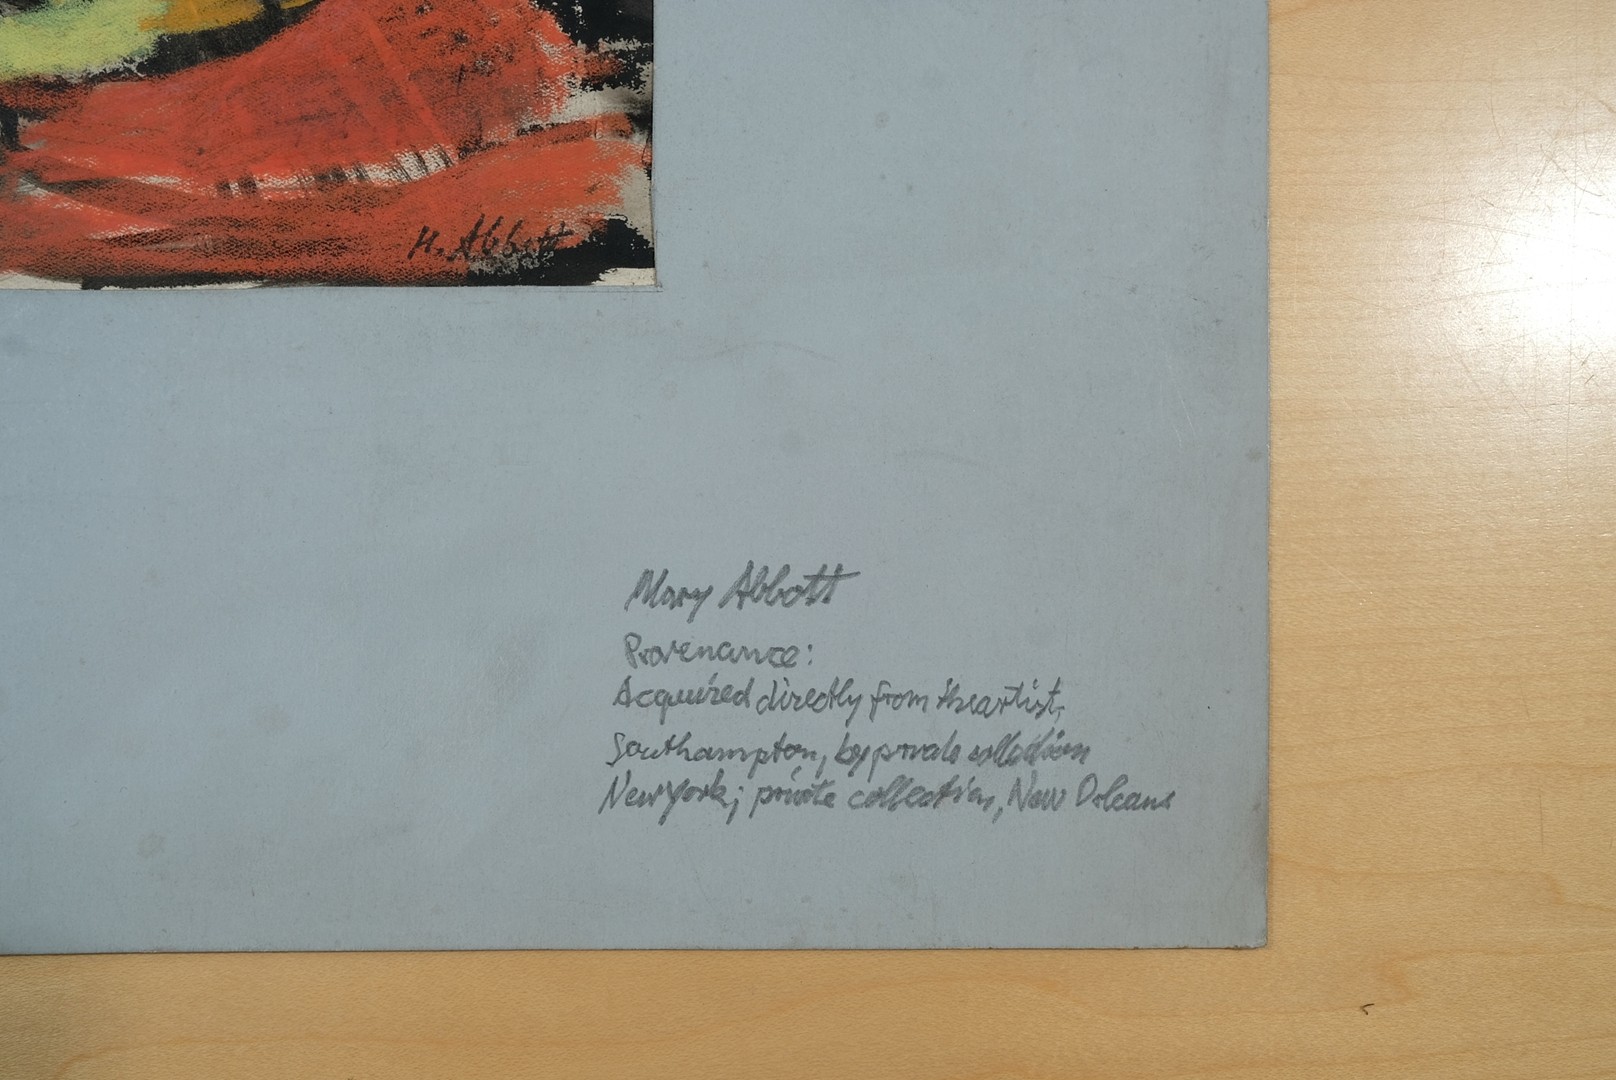 M. Abbott
Mary Abbott
Provenance:
Acquired directly from the artist,
Southampton, by private collection
New York; private collection, New Orleans